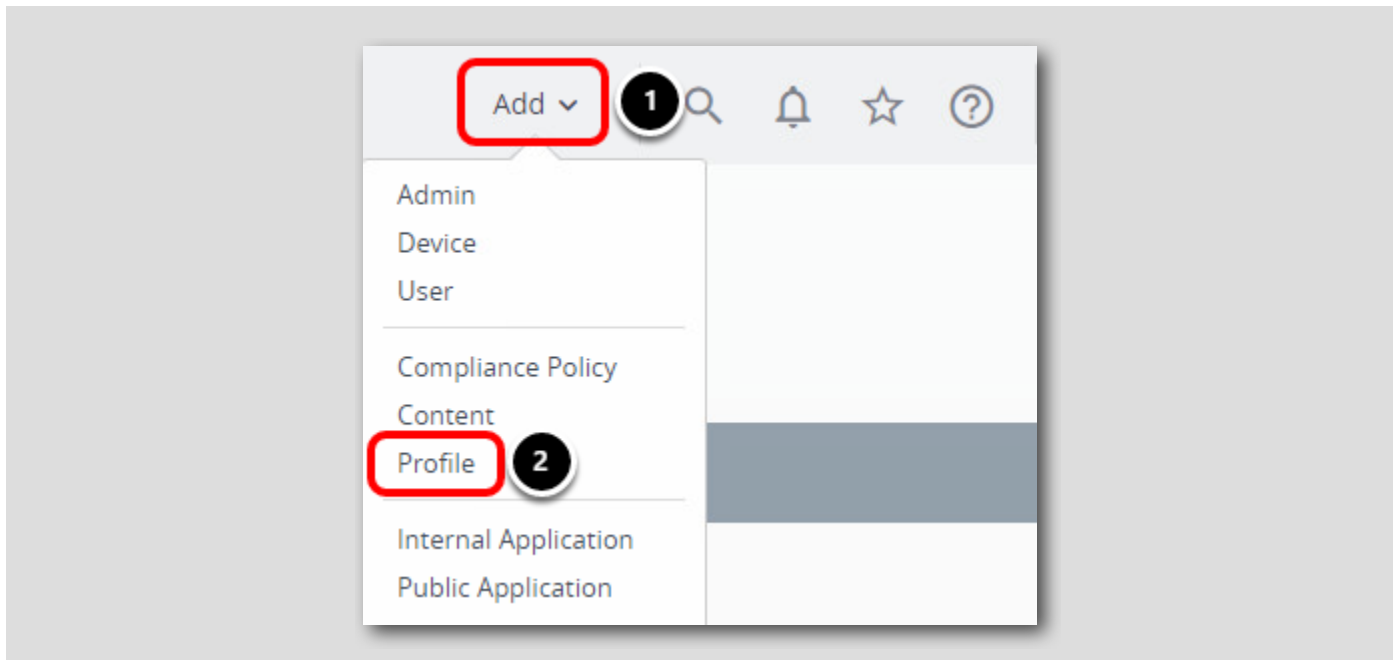 Add 1
Admin
Device
User
Compliance Policy
Content
Profile 2
Internal Application
Public Application